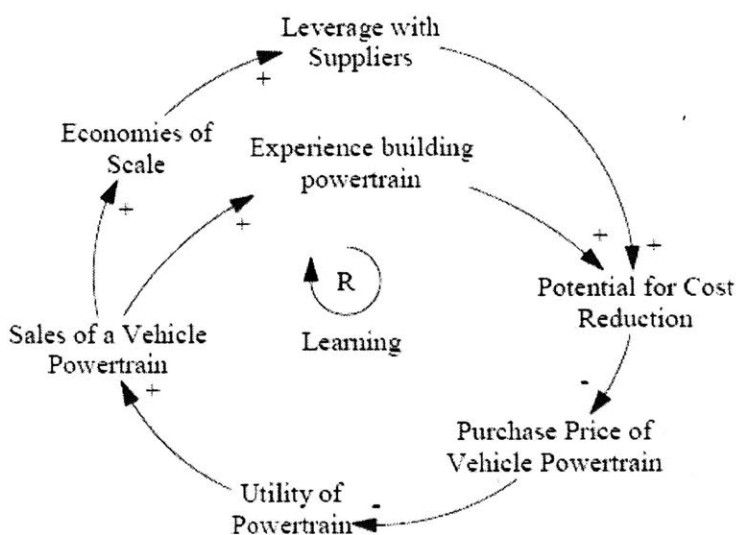 Leverage with
Suppliers
+
Economies of
Scale
+
Experience building
powertrain
+
+
+
R
Learning
Potential for Cost
Reduction
Sales of a Vehicle
Powertrain
+
-
Purchase Price of
Vehicle Powertrain
Utility of
Powertrain
-